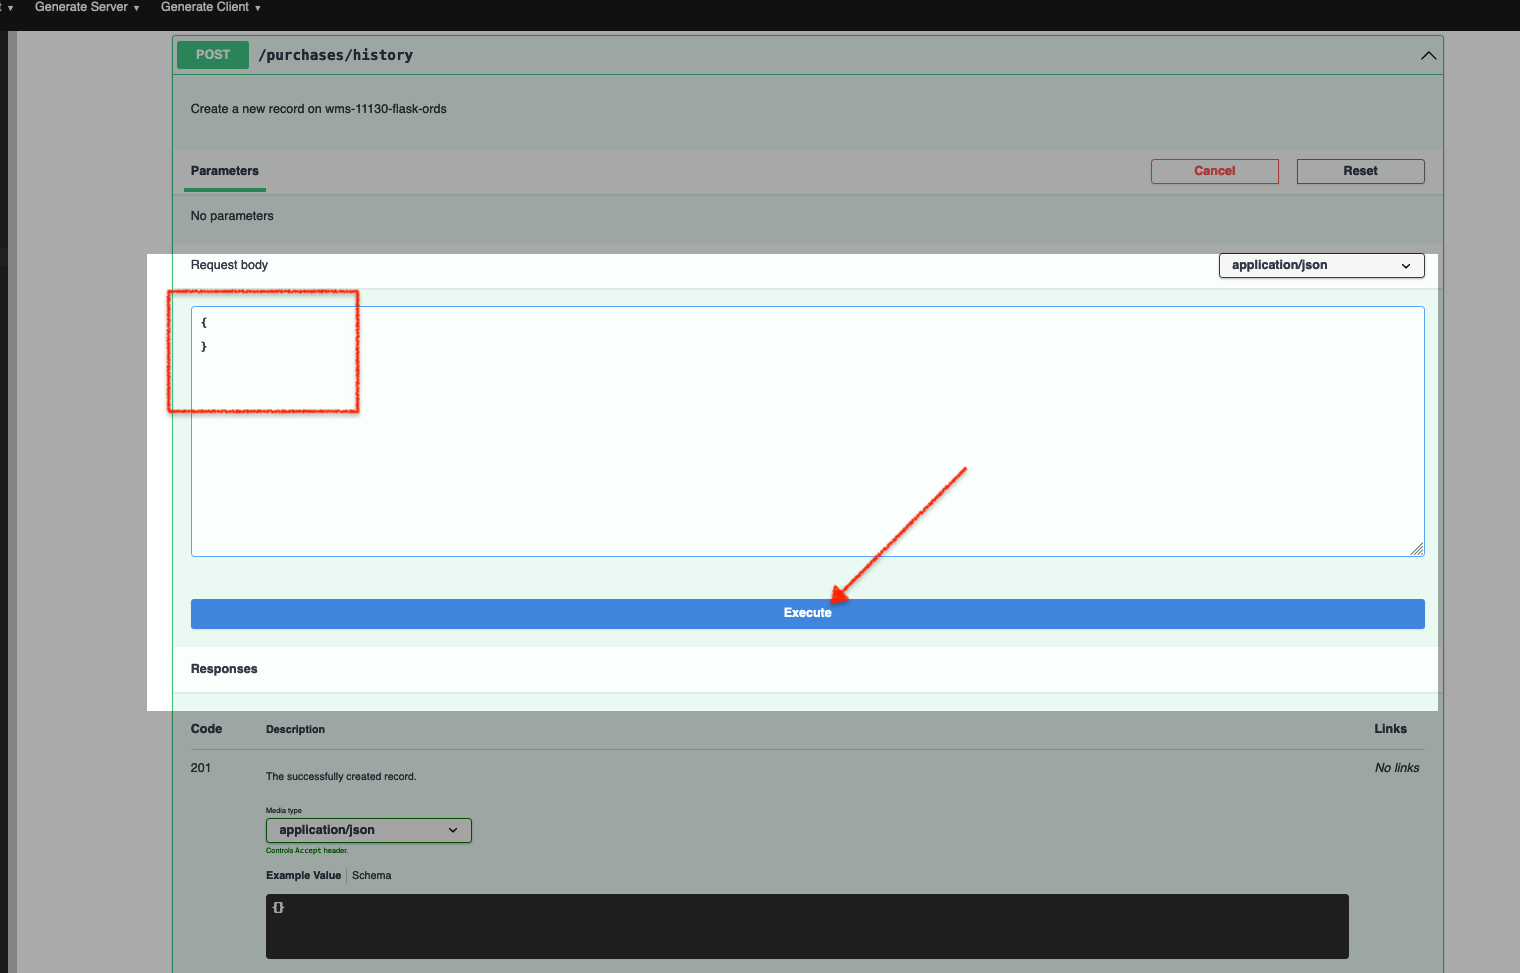 t ▾ Generate Server ▾ Generate Client ▾
POST /purchases/history
Create a new record on wms-11130-flask-ords
Parameters Cancel Reset
No parameters
Request body application/json
{
}
Execute
Responses
Code Description Links
201 The successfully created record. No links
Media type
application/json
Controls Accept header.
Example Value Schema
{}